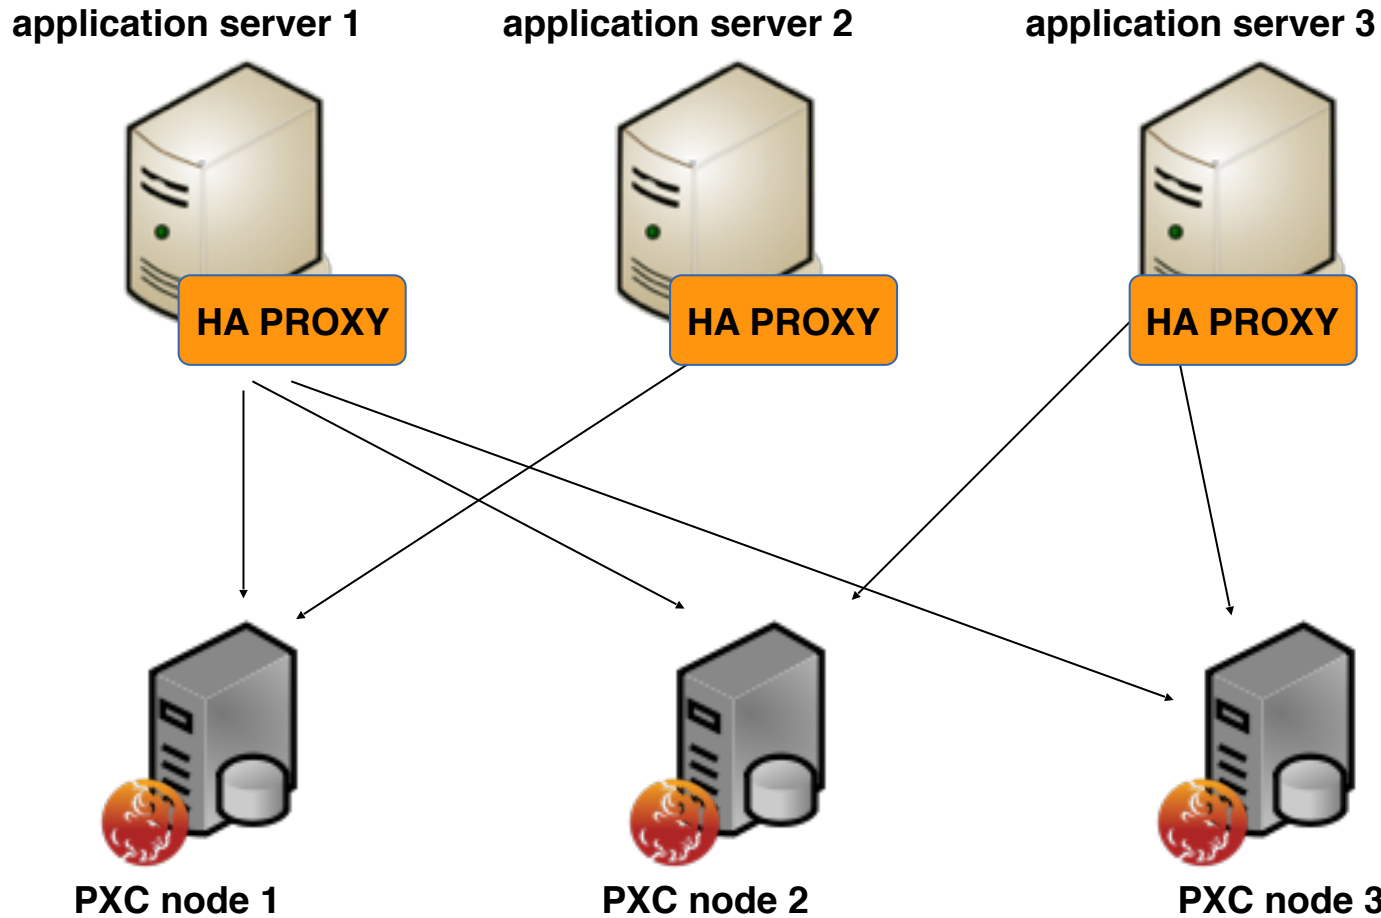 application server 1
application server 2
application server 3
HA PROXY
HA PROXY
HA PROXY
PXC node 1
PXC node 2
PXC node 3